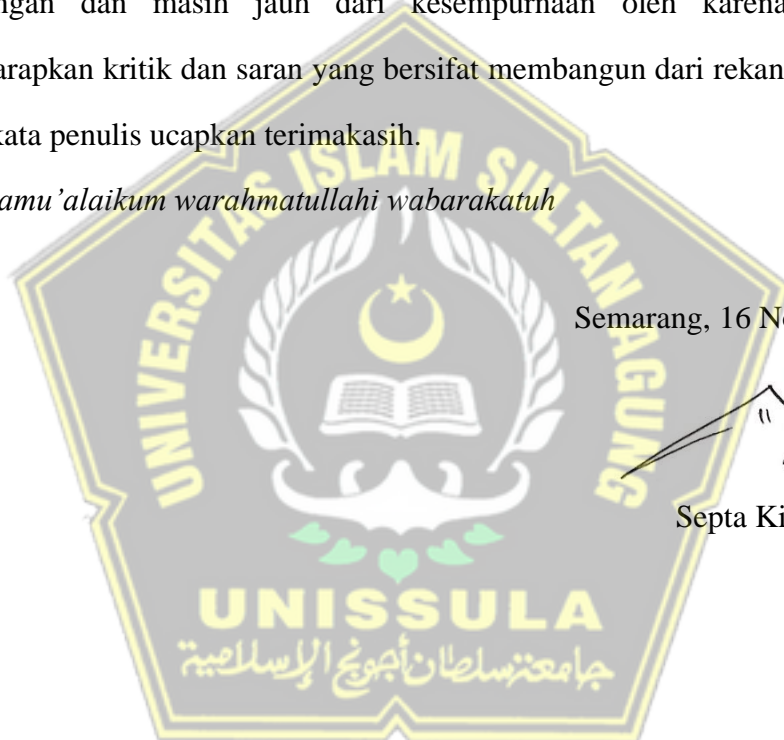 ngan dan masih jauh dari kesempurnaan oleh karena
arapkan kritik dan saran yang bersifat membangun dari rekan
kata penulis ucapkan terimakasih.
amu’alaikum warahmatullahi wabarakatuh
UNIVERSITAS ISLAM SULTAN AGUNG
Semarang, 16 N
Septa Ki
UNISSULA
جامعة سلطان أجونج الإسلامية